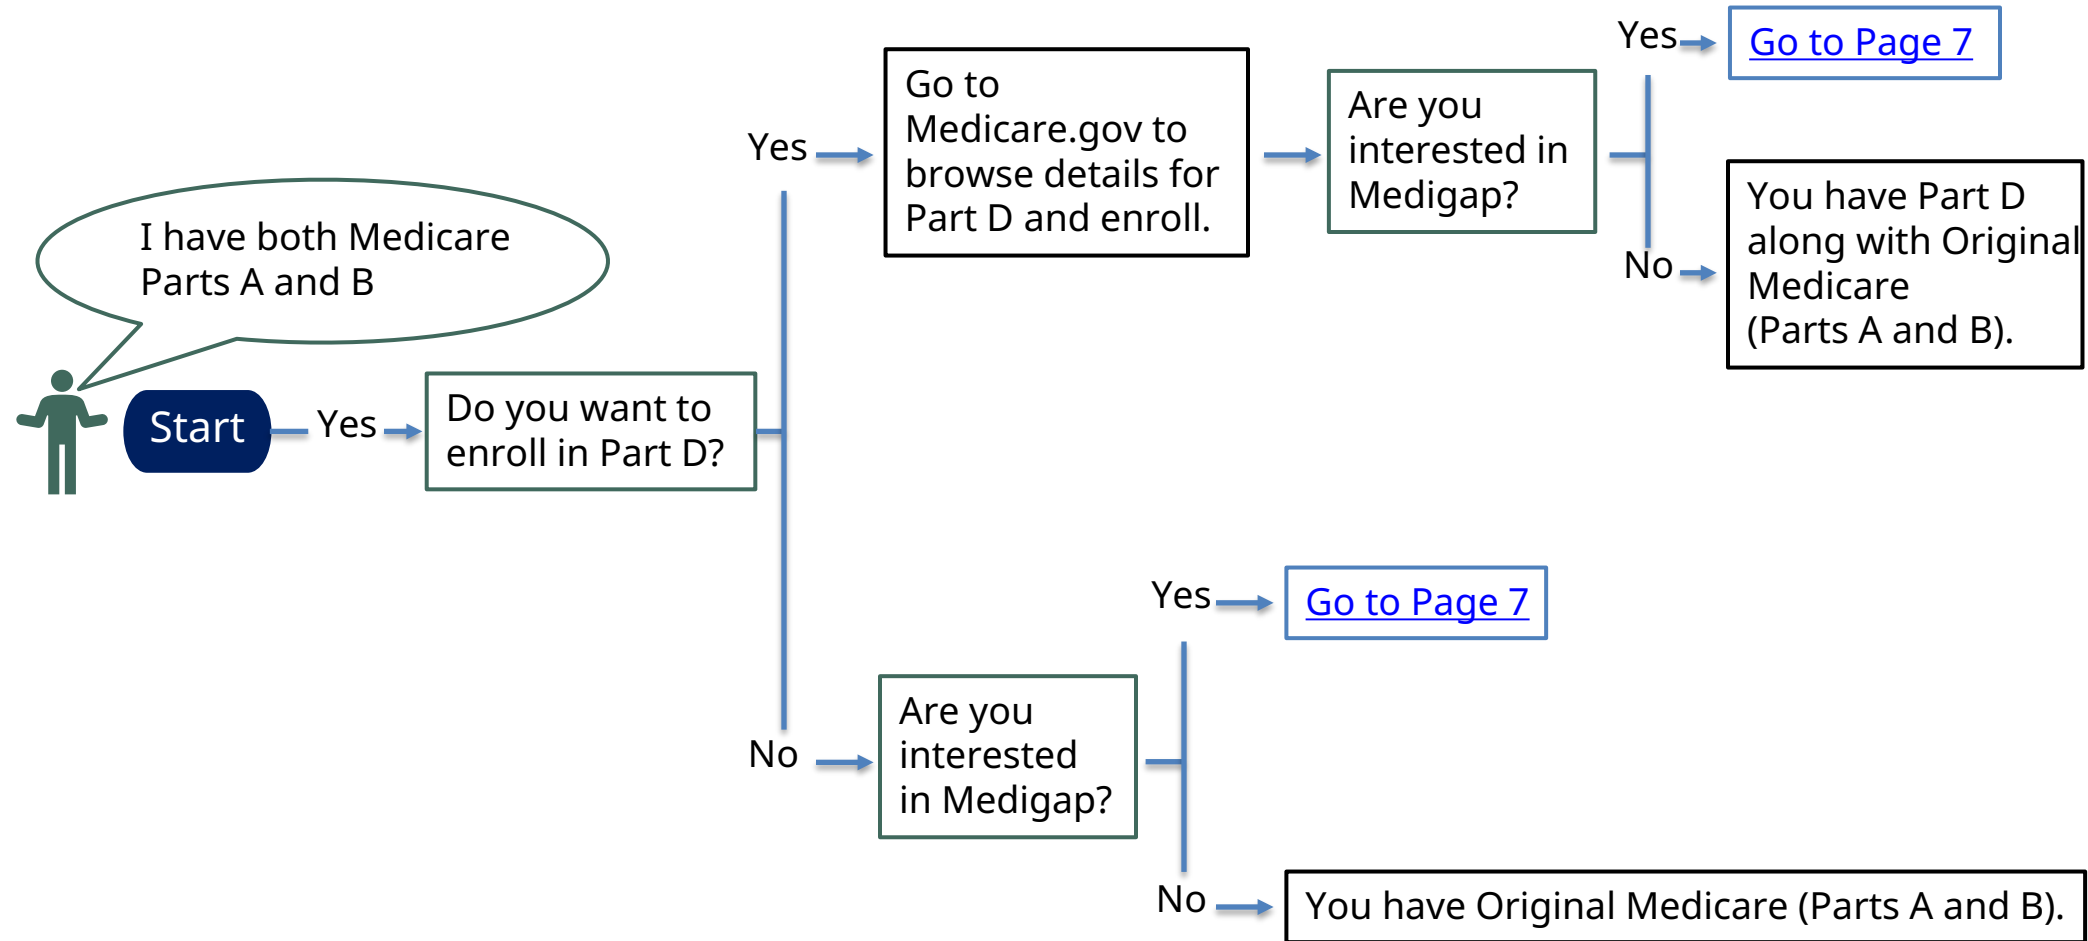 I have both Medicare
Parts A and B
Start
Yes
Do you want to
enroll in Part D?
Yes
Go to
Medicare.gov to
browse details for
Part D and enroll.
Are you
interested in
Medigap?
Yes
Go to Page 7
No
You have Part D
along with Original
Medicare
(Parts A and B).
No
Are you
interested
in Medigap?
Yes
Go to Page 7
No
You have Original Medicare (Parts A and B).